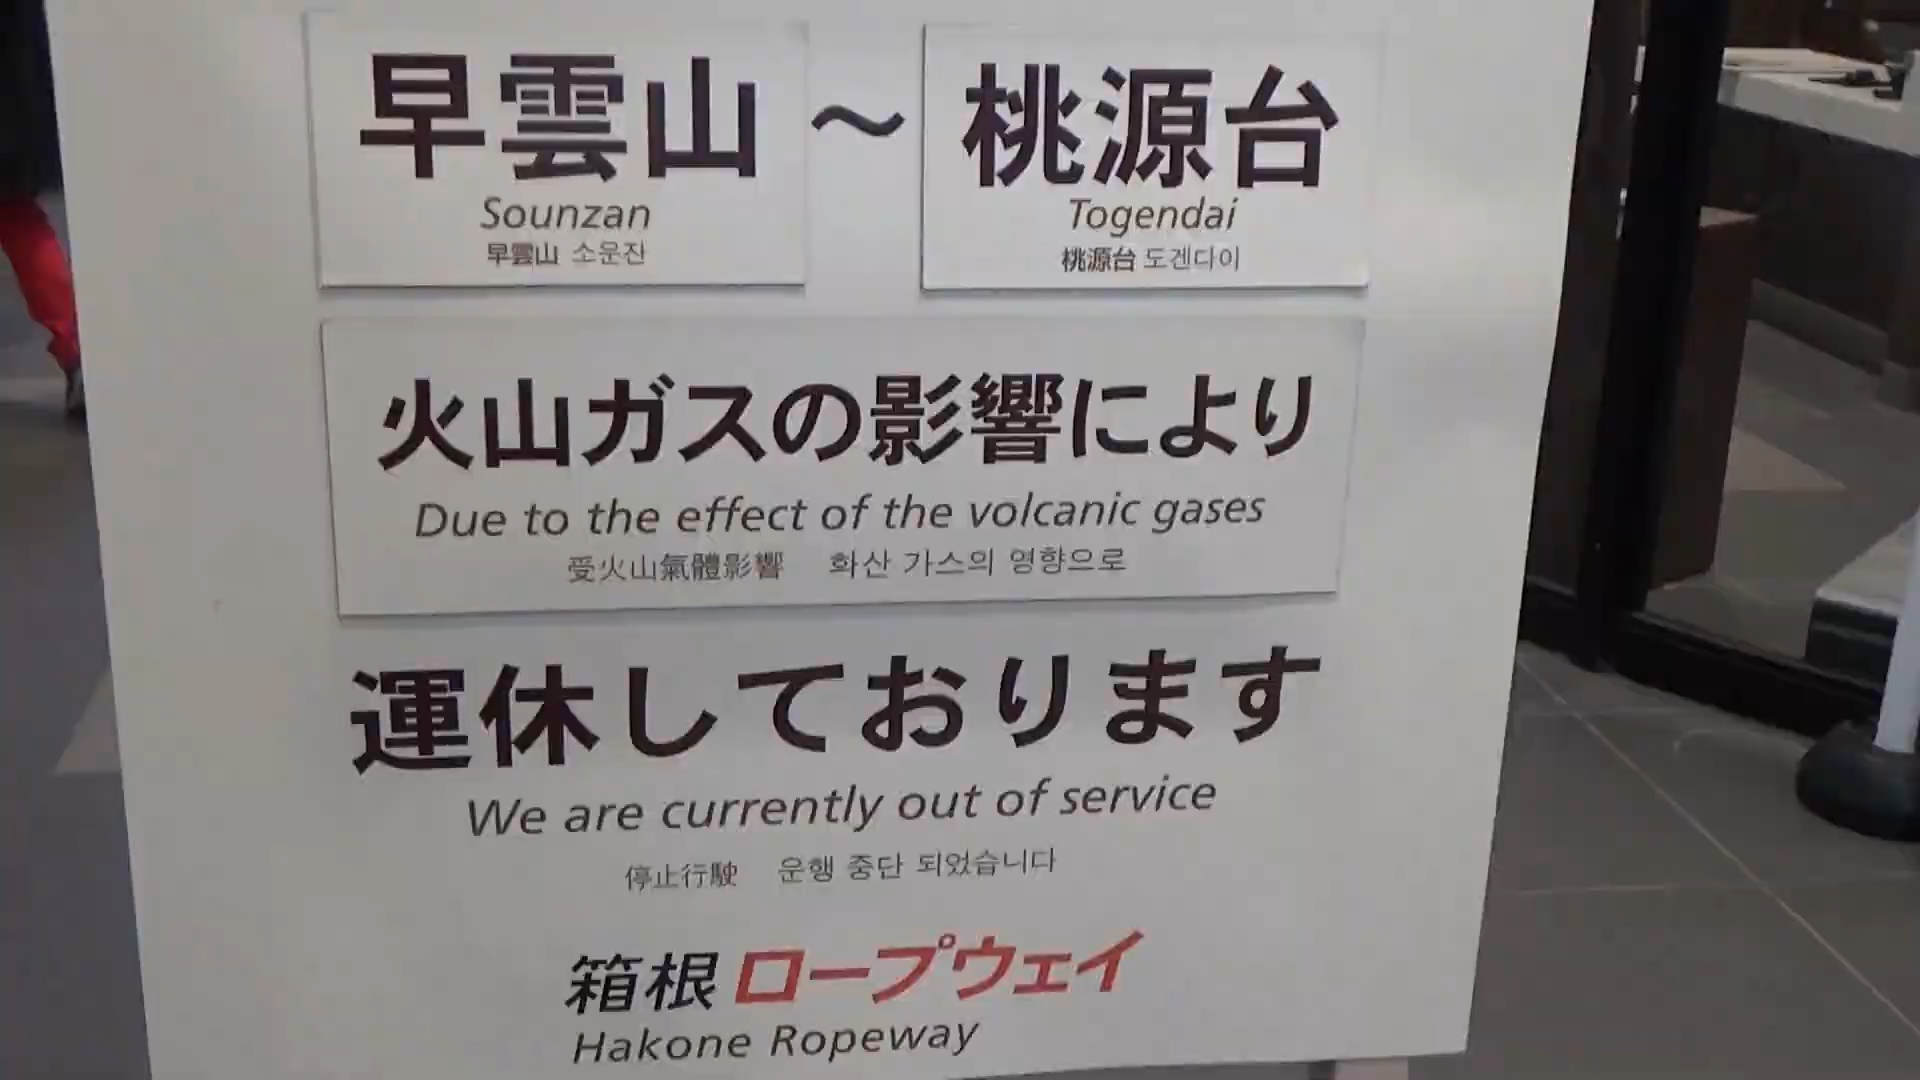 早雲山 ～ 桃源台
Sounzan Togendai
早雲山 소운잔 桃源台 도겐다이
火山ガスの影響により
Due to the effect of the volcanic gases
受火山氣體影響 화산 가스의 영향으로
運休しております
We are currently out of service
停止行駛 운행 중단 되었습니다
箱根ロープウェイ
Hakone Ropeway